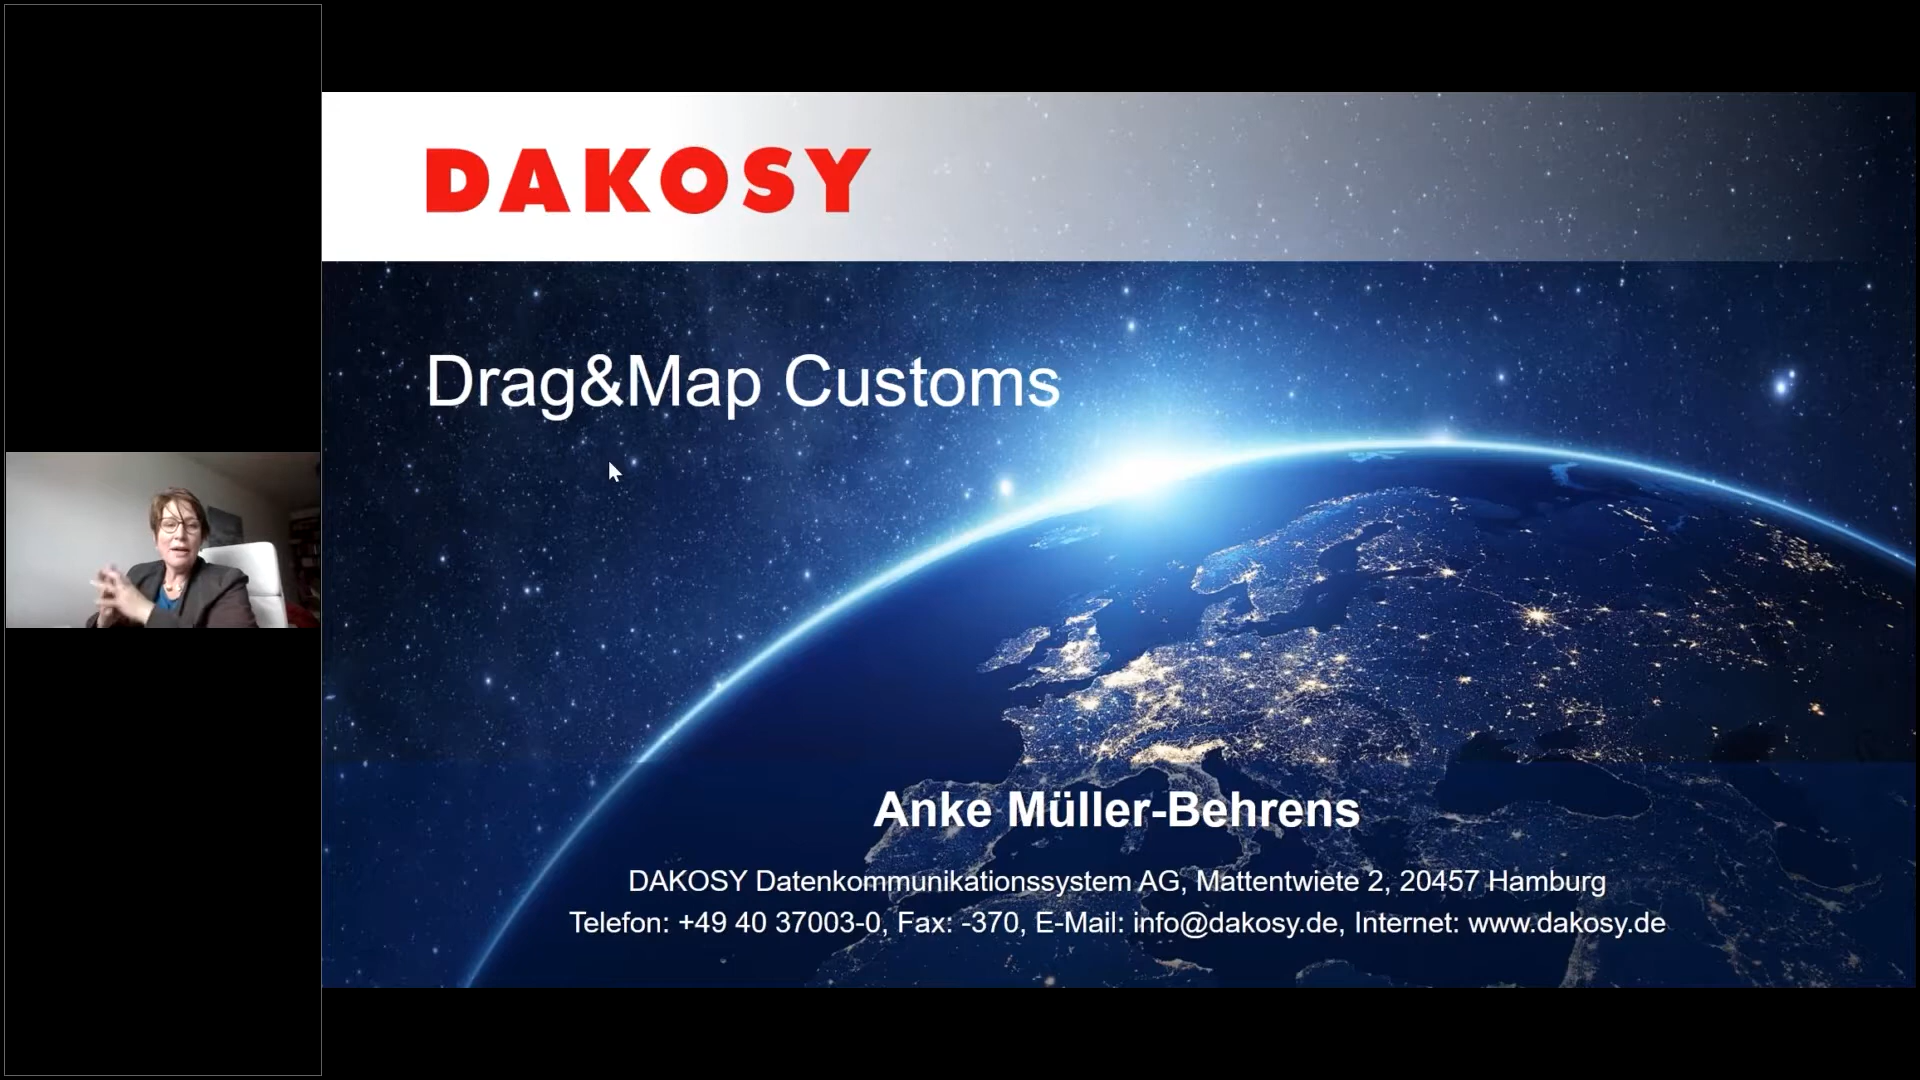 DAKOSY
Drag&Map Customs
Anke Müller-Behrens
DAKOSY Datenkommunikationssystem AG, Mattentwiete 2, 20457 Hamburg
Telefon: +49 40 37003-0, Fax: -370, E-Mail: info@dakosy.de, Internet: www.dakosy.de